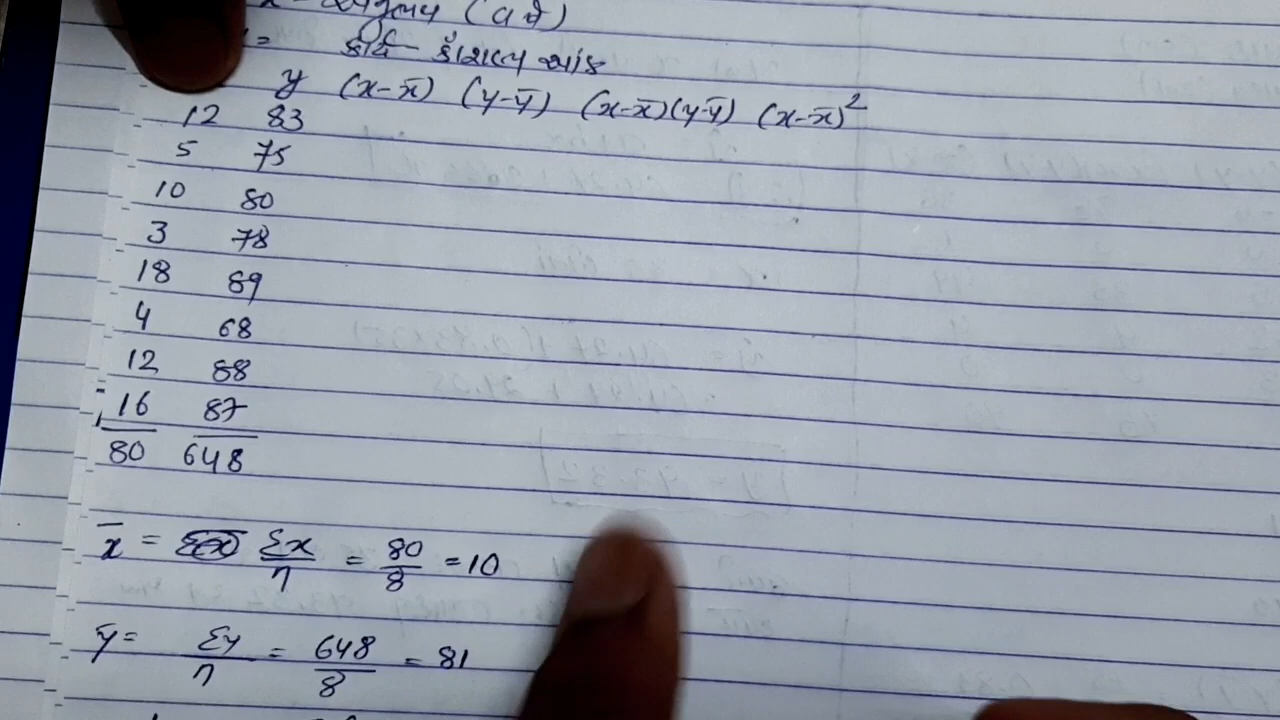 (વર્ષ)
y (x-x̄) (y-ȳ) (x-x̄)(y-ȳ) (x-x̄)²
12 83
5 75
10 80
3 78
18 89
4 68
12 88
16 87
80 648
x̄ = Σx/n = 80/8 = 10
ȳ = Σy/n = 648/8 = 81